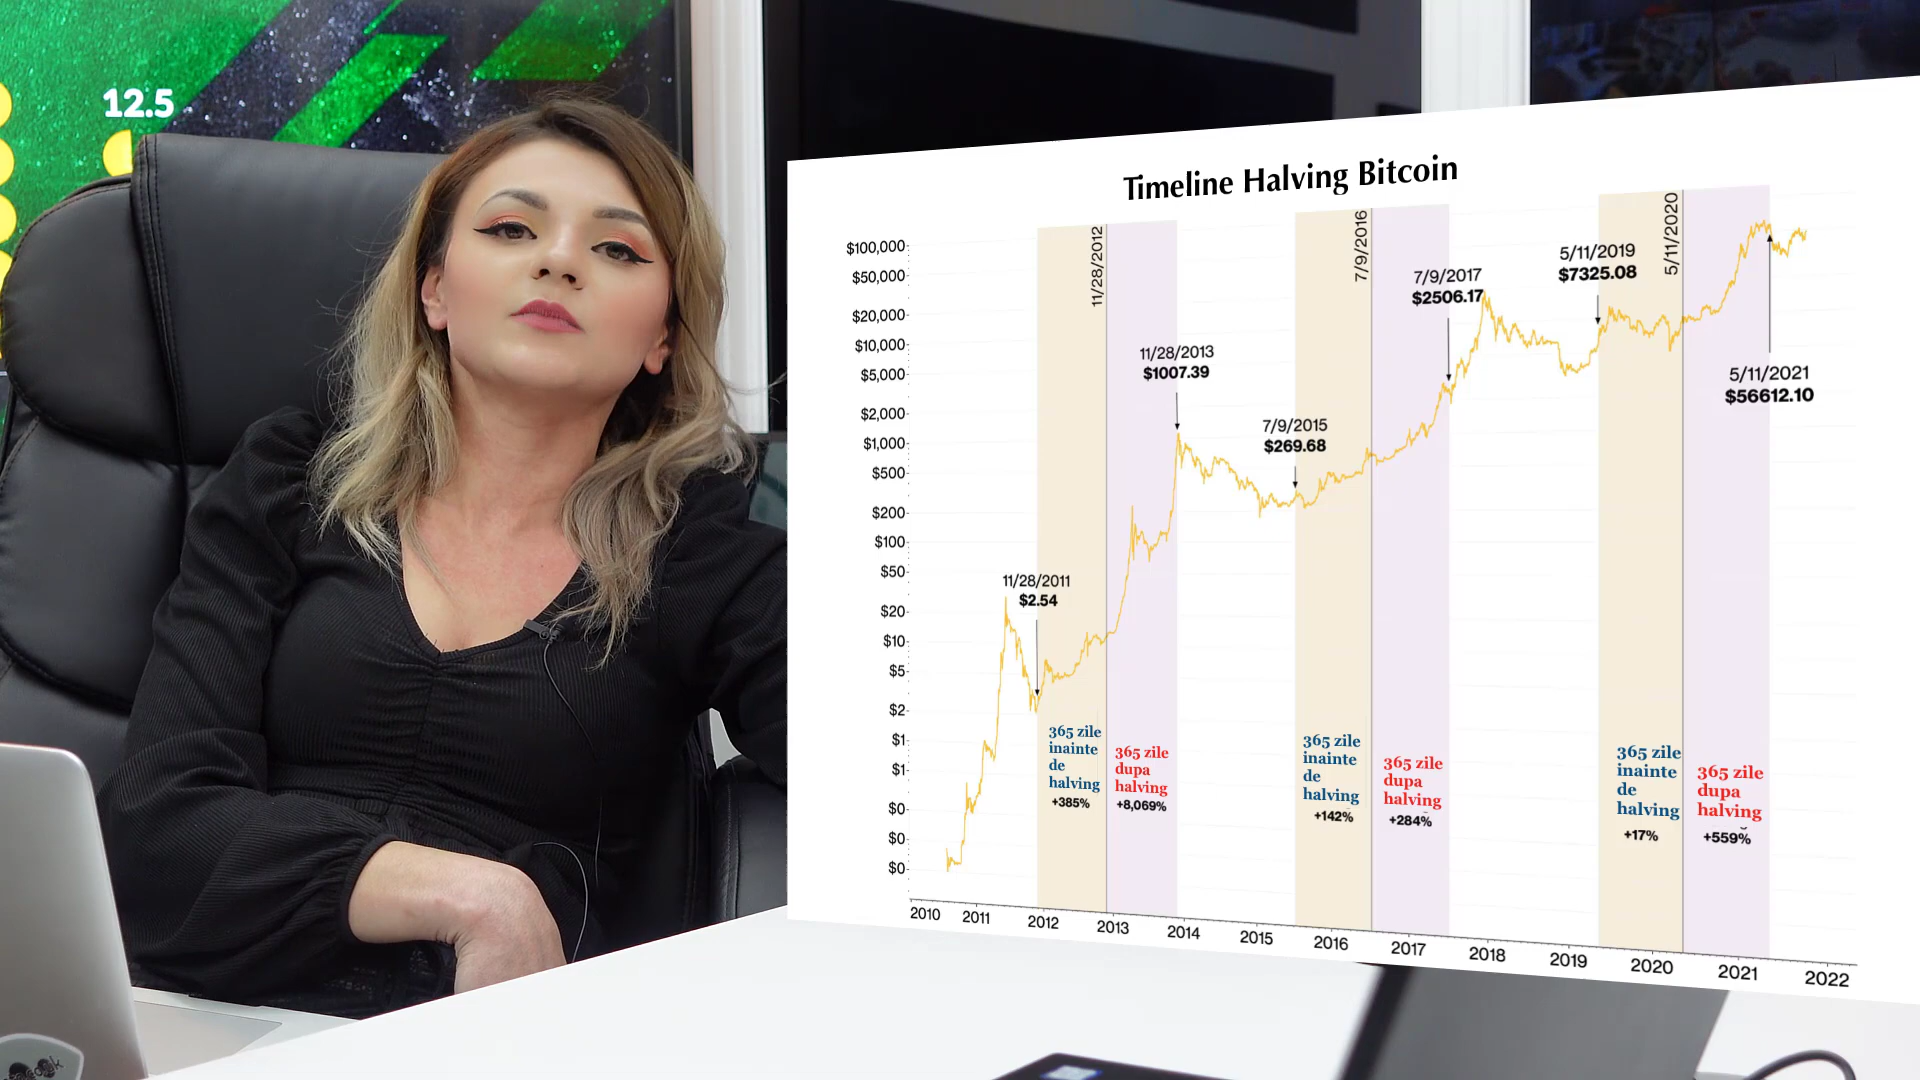 12.5
Timeline Halving Bitcoin
11/28/2012
7/9/2016
5/11/2020
$100,000
$50,000
$20,000
$10,000
$5,000
$2,000
$1,000
$500
$200
$100
$50
$20
$10
$5
$2
$1
$1
$0
$0
$0
11/28/2011
$2.54
11/28/2013
$1007.39
7/9/2015
$269.68
7/9/2017
$2506.17
5/11/2019
$7325.08
5/11/2021
$56612.10
365 zile
inainte
de
halving
+385%
365 zile
dupa
halving
+8,069%
365 zile
inainte
de
halving
+142%
365 zile
dupa
halving
+284%
365 zile
inainte
de
halving
+17%
365 zile
dupa
halving
+559%
2010 2011 2012 2013 2014 2015 2016 2017 2018 2019 2020 2021 2022